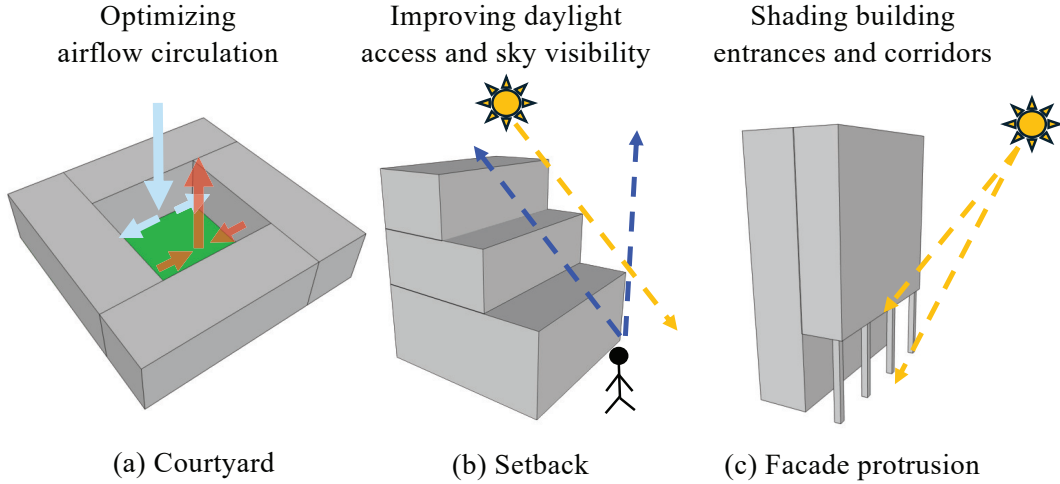 Optimizing
airflow circulation
Improving daylight
access and sky visibility
Shading building
entrances and corridors
(a) Courtyard
(b) Setback
(c) Facade protrusion